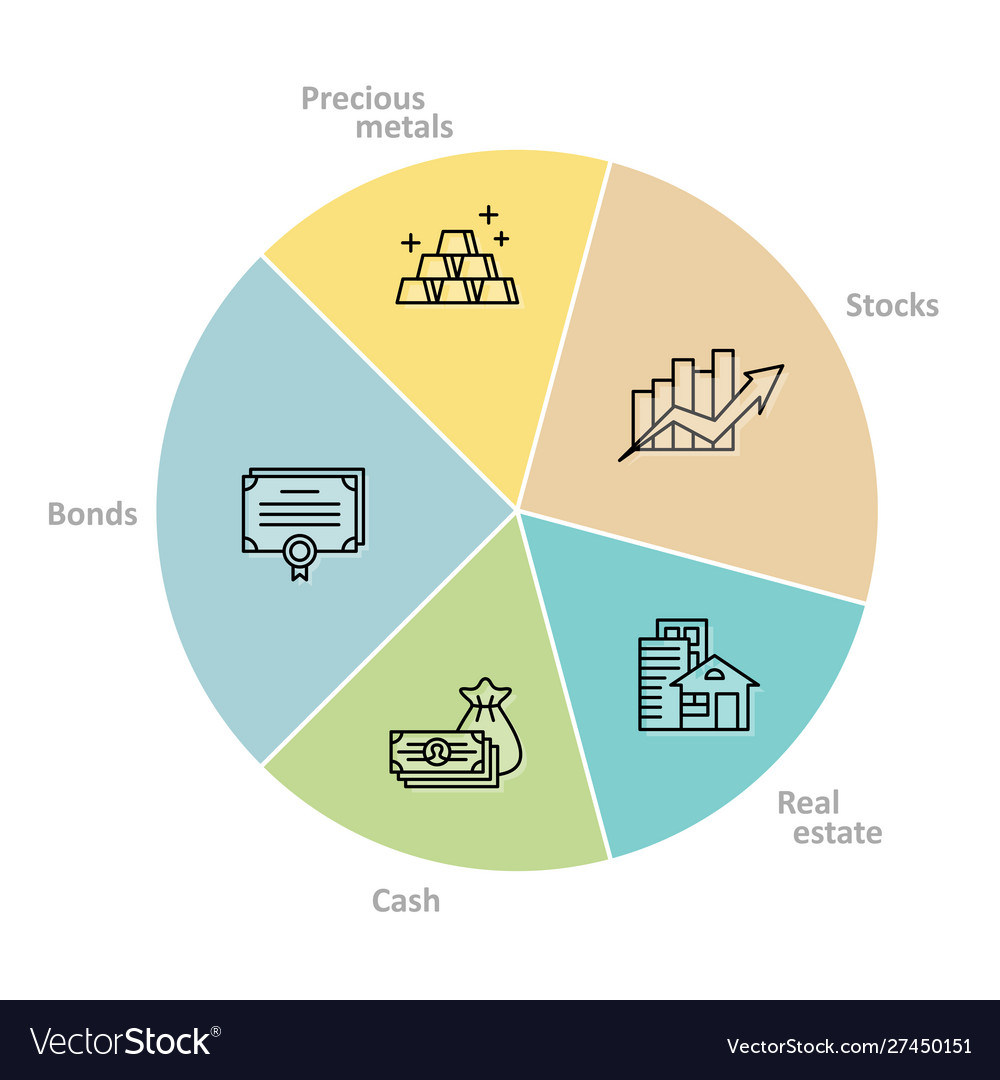 Precious
metals
Stocks
Bonds
Real
estate
Cash
VectorStock®
VectorStock.com/27450151